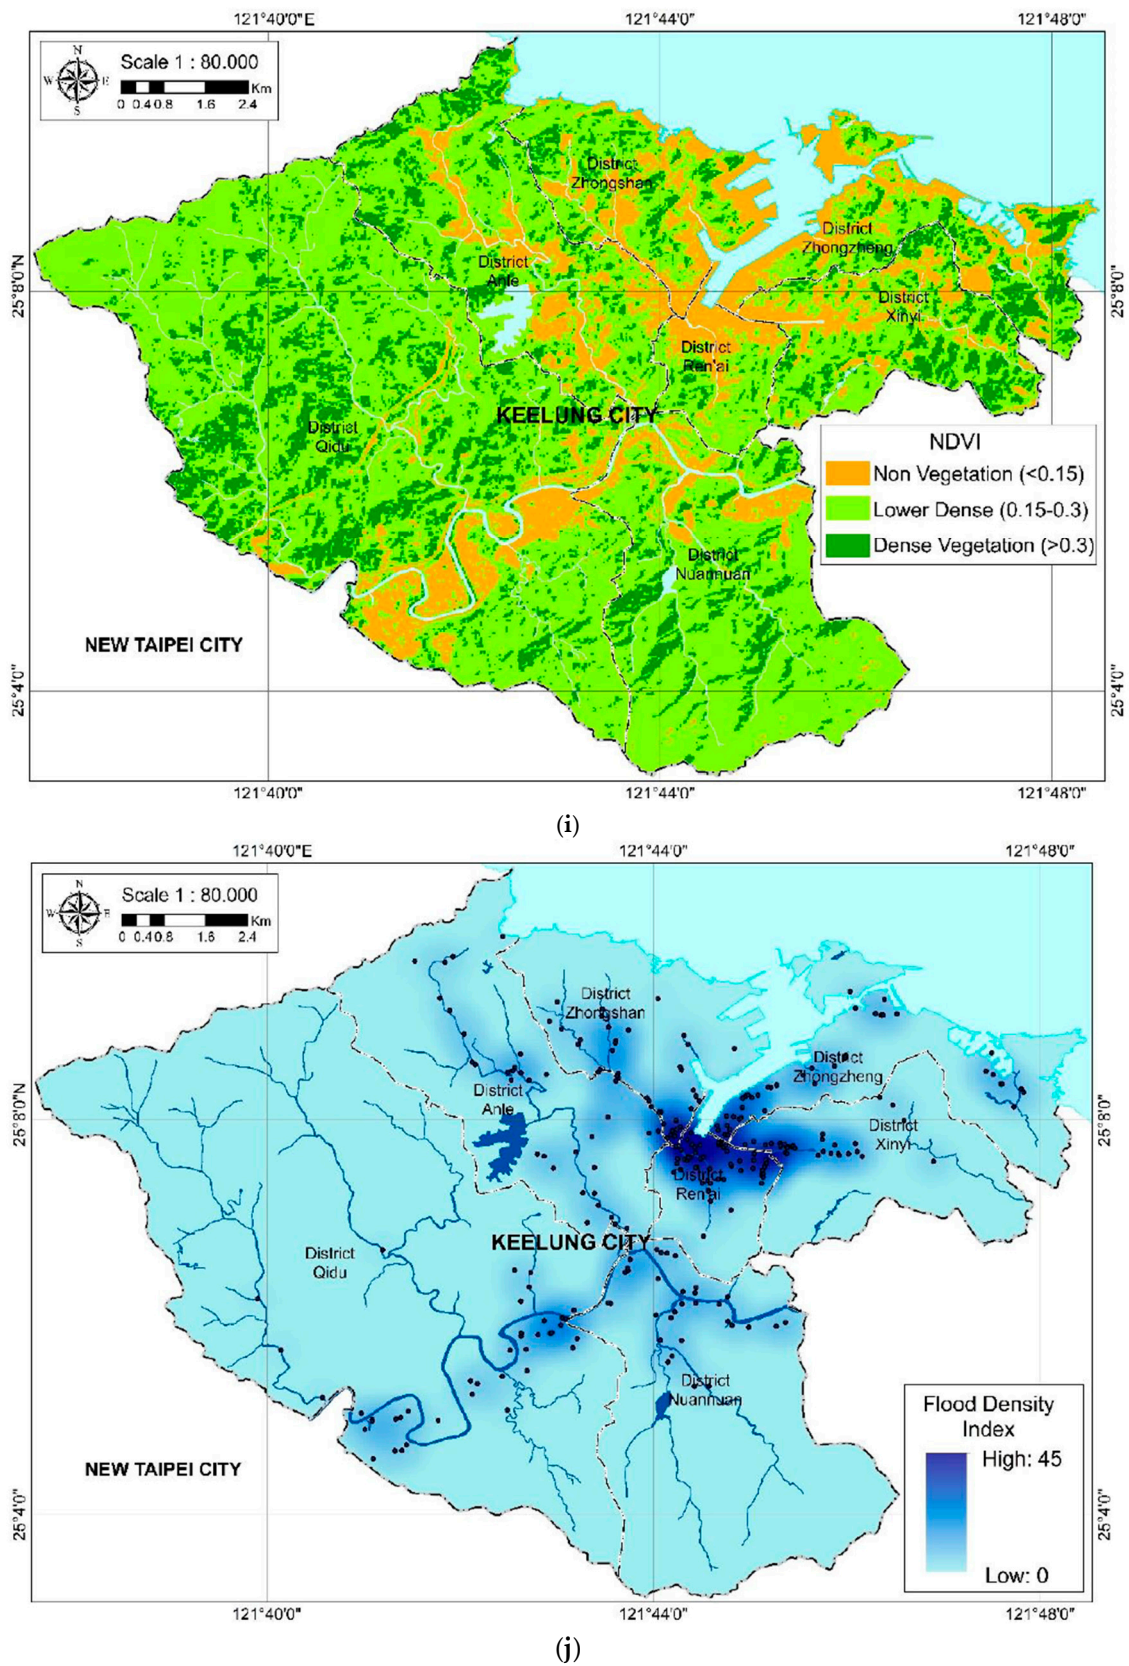 121°40'0"E
121°44'0"
121°48'0"
N
W
E
S
Scale 1 : 80.000
Km
0 0.4 0.8 1.6 2.4
25°8'0"N
25°8'0"
25°4'0"
25°4'0"
District
Zhongshan
District
Zhongzheng
District
Anle
District
Xinyi
District
Ren'ai
KEELUNG CITY
District
Qidu
District
Nuannuan
NEW TAIPEI CITY
NDVI
Non Vegetation (<0.15)
Lower Dense (0.15-0.3)
Dense Vegetation (>0.3)
121°40'0"
121°44'0"
121°48'0"
(i)
121°40'0"E
121°44'0"
121°48'0"
N
W
E
S
Scale 1 : 80.000
Km
0 0.4 0.8 1.6 2.4
25°8'0"N
25°8'0"
25°4'0"
25°4'0"
District
Zhongshan
District
Zhongzheng
District
Anle
District
Xinyi
District
Ren'ai
KEELUNG CITY
District
Qidu
District
Nuannuan
NEW TAIPEI CITY
Flood Density
Index
High: 45
Low: 0
121°40'0"
121°44'0"
121°48'0"
(j)